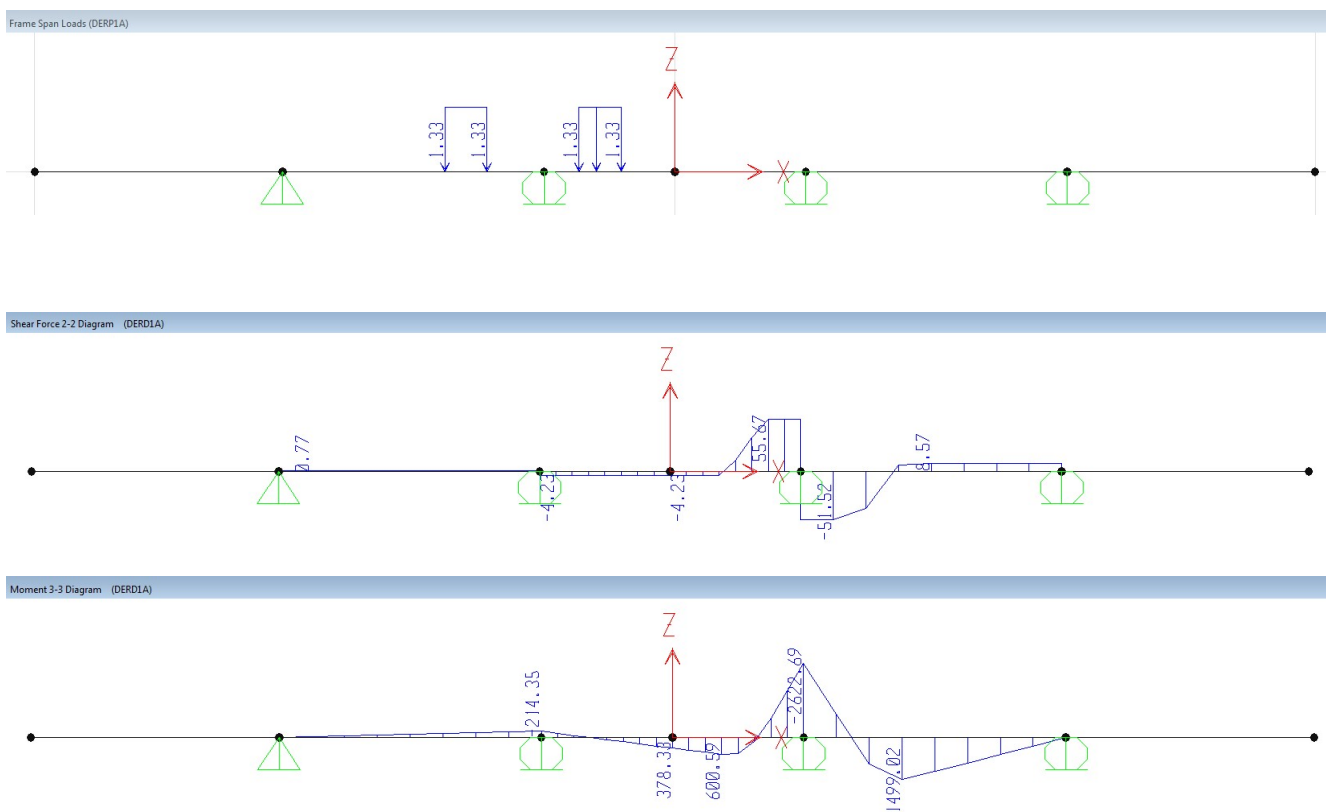 Frame Span Loads (DERP1A)
Z
1.33 1.33 1.33 1.33
X
Shear Force 2-2 Diagram (DERD1A)
Z
0.77 -4.23 -4.23 55.67 X -51.52 8.57
Moment 3-3 Diagram (DERD1A)
Z
-214.35 378.33 600.59 X -2622.69 1499.02